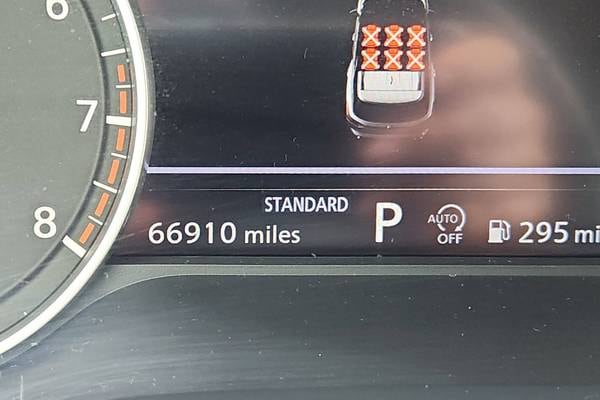 6
7
8
STANDARD
66910 miles
P
AUTO
OFF
295 mi